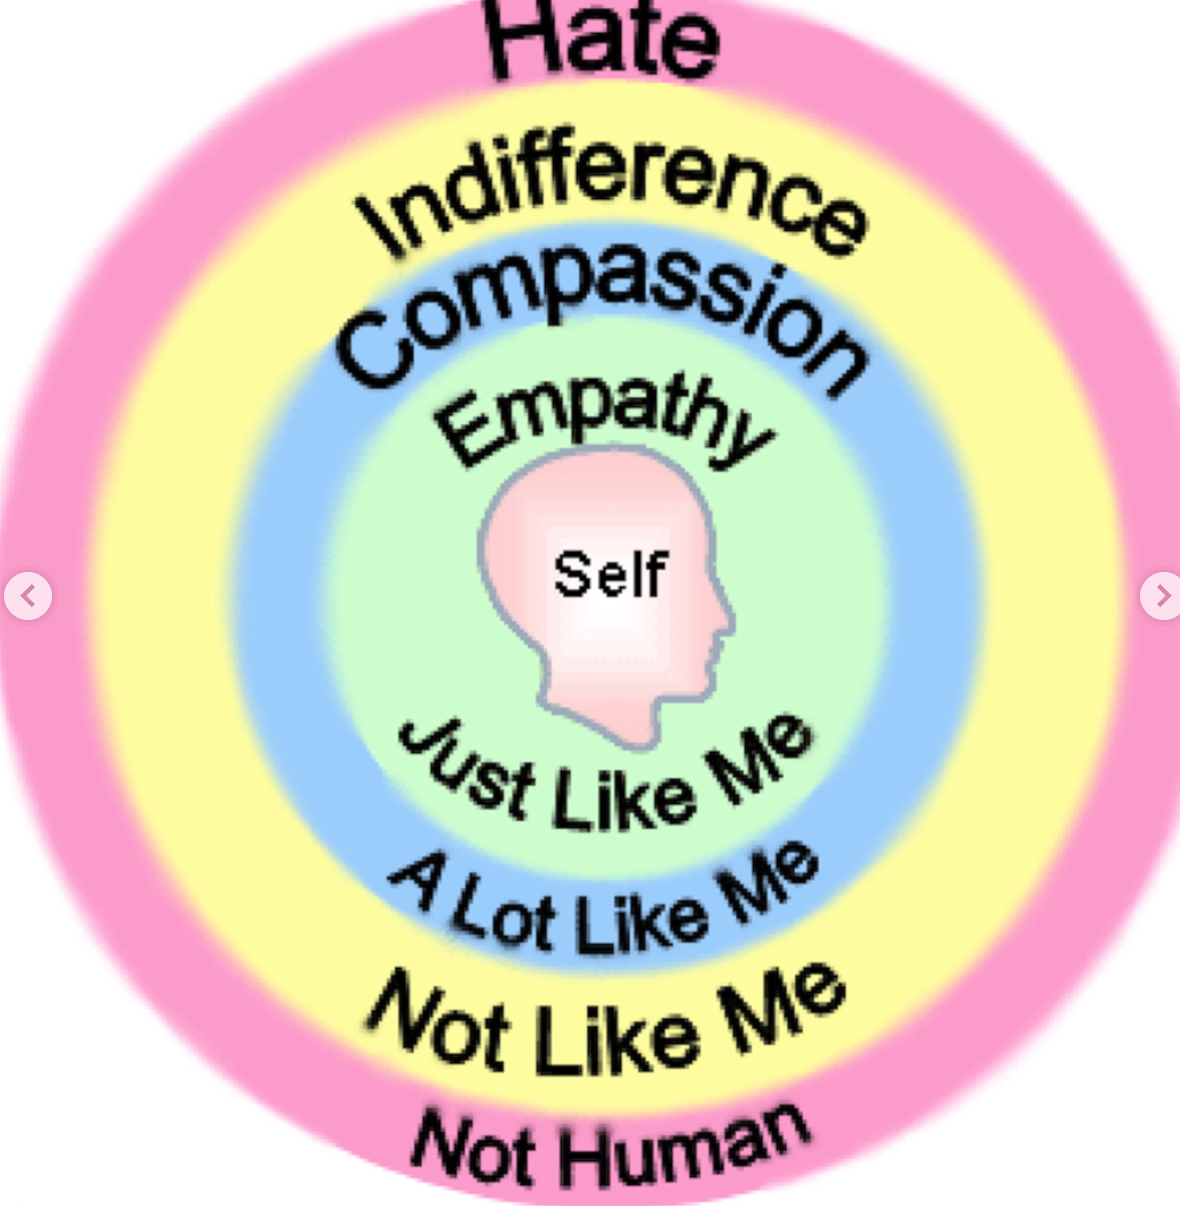 Hate
Indifference
Compassion
Empathy
Self
Just Like Me
A Lot Like Me
Not Like Me
Not Human